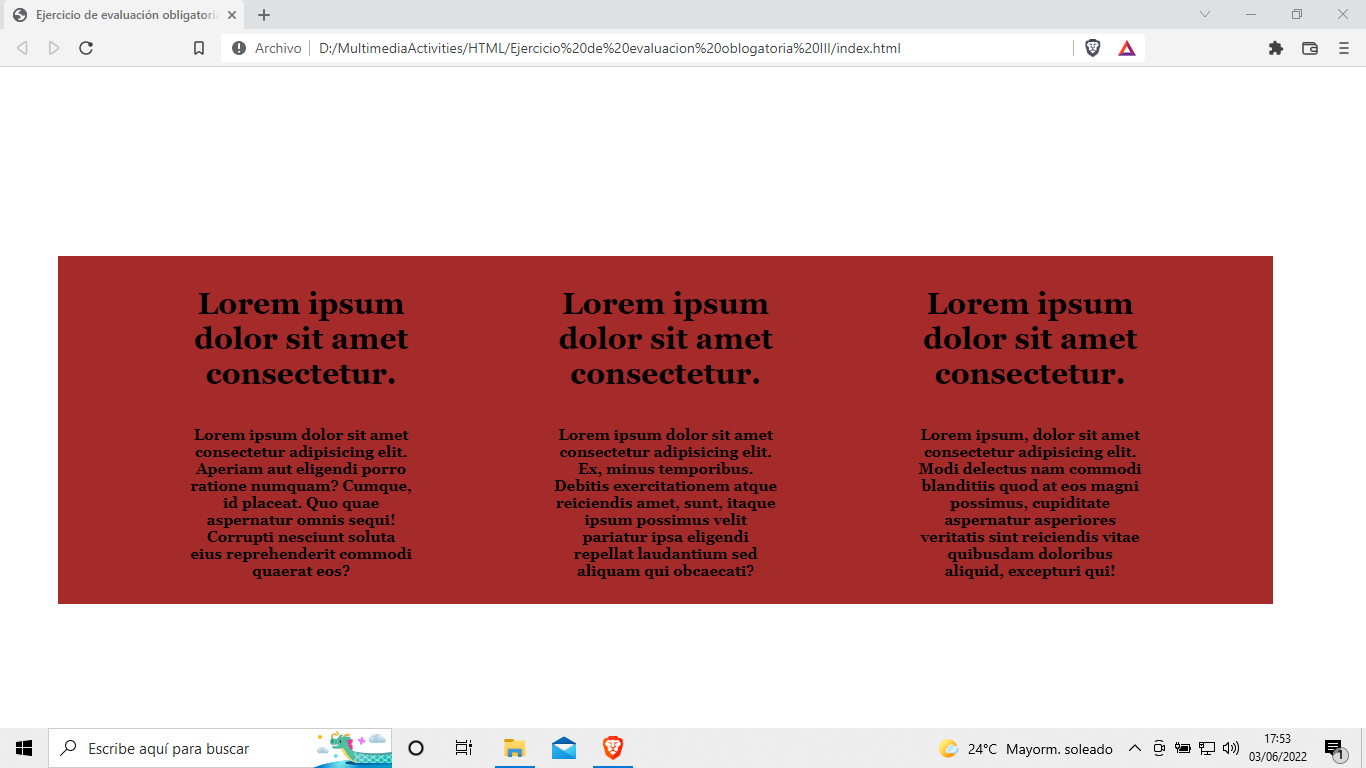 Ejercicio de evaluación obligatoria
Archivo
D:/MultimediaActivities/HTML/Ejercicio%20de%20evaluacion%20oblogatoria%20III/index.html
Lorem ipsum
dolor sit amet
consectetur.
Lorem ipsum dolor sit amet
consectetur adipisicing elit.
Aperiam aut eligendi porro
ratione numquam? Cumque,
id placeat. Quo quae
aspernatur omnis sequi!
Corrupti nesciunt soluta
eius reprehenderit commodi
quaerat eos?
Lorem ipsum
dolor sit amet
consectetur.
Lorem ipsum dolor sit amet
consectetur adipisicing elit.
Ex, minus temporibus.
Debitis exercitationem atque
reiciendis amet, sunt, itaque
ipsum possimus velit
pariatur ipsa eligendi
repellat laudantium sed
aliquam qui obcaecati?
Lorem ipsum
dolor sit amet
consectetur.
Lorem ipsum, dolor sit amet
consectetur adipisicing elit.
Modi delectus nam commodi
blanditiis quod at eos magni
possimus, cupiditate
aspernatur asperiores
veritatis sint reiciendis vitae
quibusdam doloribus
aliquid, excepturi qui!
Escribe aquí para buscar
24°C Mayorm. soleado
17:53
03/06/2022
1